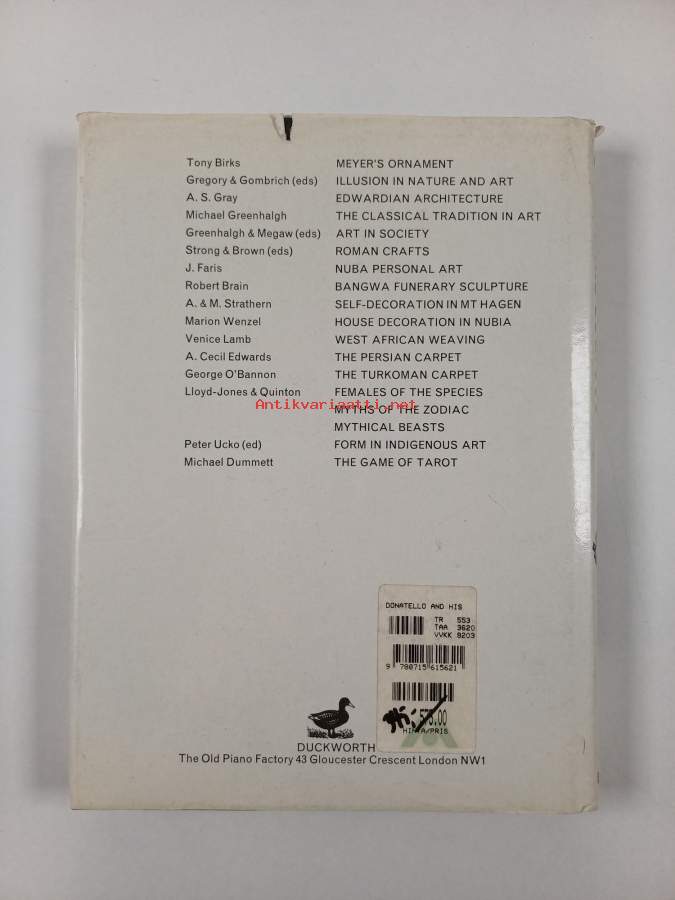 Tony Birks MEYER'S ORNAMENT
Gregory & Gombrich (eds) ILLUSION IN NATURE AND ART
A. S. Gray EDWARDIAN ARCHITECTURE
Michael Greenhalgh THE CLASSICAL TRADITION IN ART
Greenhalgh & Megaw (eds) ART IN SOCIETY
Strong & Brown (eds) ROMAN CRAFTS
J. Faris NUBA PERSONAL ART
Robert Brain BANGWA FUNERARY SCULPTURE
A. & M. Strathern SELF-DECORATION IN MT HAGEN
Marion Wenzel HOUSE DECORATION IN NUBIA
Venice Lamb WEST AFRICAN WEAVING
A. Cecil Edwards THE PERSIAN CARPET
George O'Bannon THE TURKOMAN CARPET
Lloyd-Jones & Quinton FEMALES OF THE SPECIES
Antikvariaatti.net
MYTHS OF THE ZODIAC
MYTHICAL BEASTS
Peter Ucko (ed) FORM IN INDIGENOUS ART
Michael Dummett THE GAME OF TAROT
DONATELLO AND HIS
TR 553
TAA 3620
VVKK 9203
9 780715 615621
575.00
HINTA/PRIS
DUCKWORTH
The Old Piano Factory 43 Gloucester Crescent London NW1